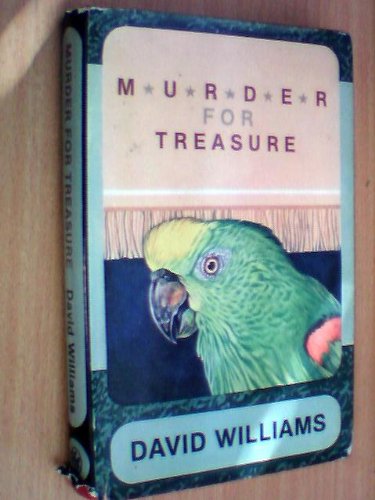 M★U★R★D★E★R
FOR
TREASURE
DAVID WILLIAMS
MURDER FOR TREASURE David Williams